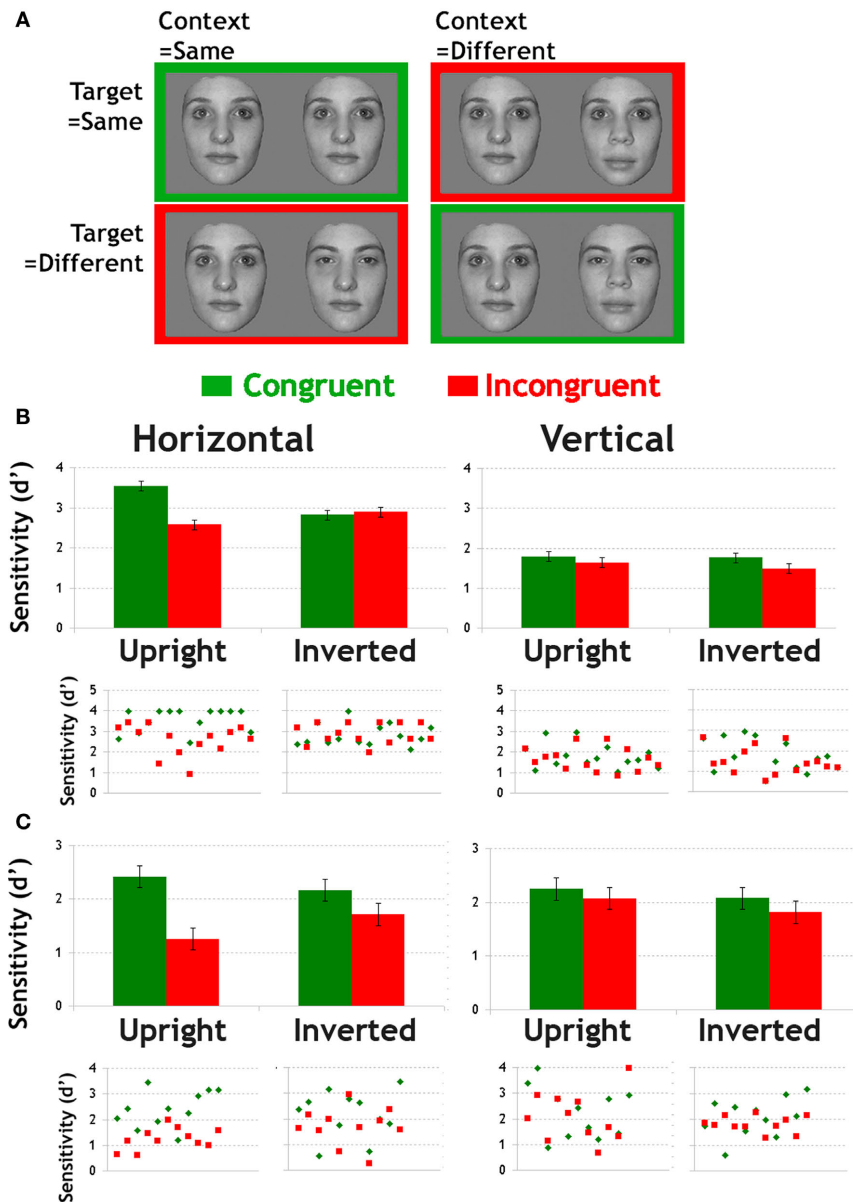 A
Context
=Same
Context
=Different
Target
=Same
Target
=Different
Congruent
Incongruent
B
Horizontal
Vertical
Sensitivity (d')
4
3
2
1
0
Upright
Inverted
4
3
2
1
0
Upright
Inverted
Sensitivity (d')
5
4
3
2
1
0
5
4
3
2
1
0
C
Sensitivity (d')
3
2
1
0
Upright
Inverted
3
2
1
0
Upright
Inverted
Sensitivity (d')
4
3
2
1
0
4
3
2
1
0